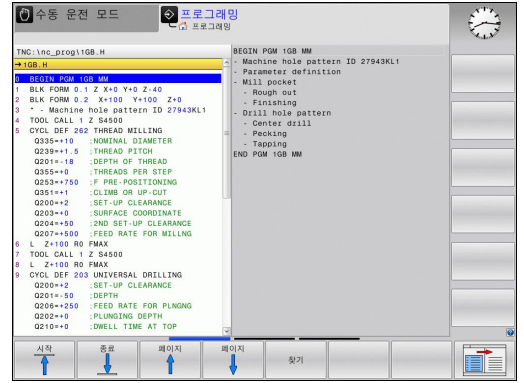 수동 운전 모드
프로그래밍
프로그래밍
TNC:\nc_prog\1GB.H
→1GB.H
0 BEGIN PGM 1GB MM
1 BLK FORM 0.1 Z X+0 Y+0 Z-40
2 BLK FORM 0.2 X+100 Y+100 Z+0
3 * - Machine hole pattern ID 27943KL1
4 TOOL CALL 1 Z S4500
5 CYCL DEF 262 THREAD MILLING
Q335=+10 ;NOMINAL DIAMETER
Q239=+1.5 ;THREAD PITCH
Q201=-18 ;DEPTH OF THREAD
Q355=+0 ;THREADS PER STEP
Q253=+750 ;F PRE-POSITIONING
Q351=+1 ;CLIMB OR UP-CUT
Q200=+2 ;SET-UP CLEARANCE
Q203=+0 ;SURFACE COORDINATE
Q204=+50 ;2ND SET-UP CLEARANCE
Q207=+500 ;FEED RATE FOR MILLNG
6 L Z+100 R0 FMAX
7 TOOL CALL 1 Z S4500
8 L Z+100 R0 FMAX
9 CYCL DEF 203 UNIVERSAL DRILLING
Q200=+2 ;SET-UP CLEARANCE
Q201=-50 ;DEPTH
Q206=+250 ;FEED RATE FOR PLNGNG
Q202=+0 ;PLUNGING DEPTH
Q210=+0 ;DWELL TIME AT TOP
BEGIN PGM 1GB MM
- Machine hole pattern ID 27943KL1
- Parameter definition
- Mill pocket
- Rough out
- Finishing
- Drill hole pattern
- Center drill
- Pecking
- Tapping
END PGM 1GB MM
시작
종료
페이지
페이지
찾기